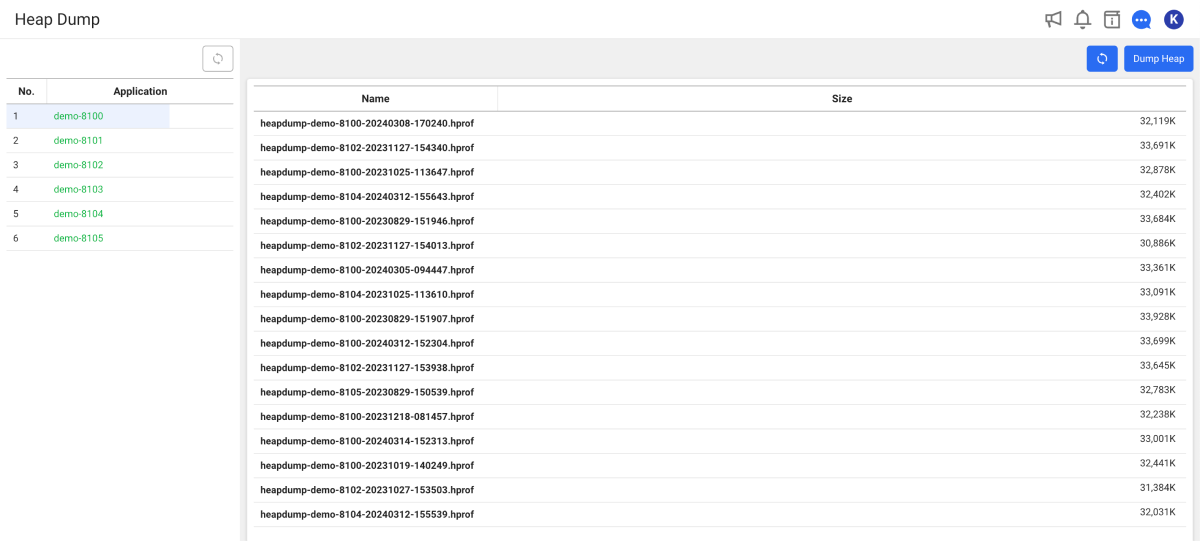 Heap Dump
K
Dump Heap
No. Application
1 demo-8100
2 demo-8101
3 demo-8102
4 demo-8103
5 demo-8104
6 demo-8105
Name Size
heapdump-demo-8100-20240308-170240.hprof 32,119K
heapdump-demo-8102-20231127-154340.hprof 33,691K
heapdump-demo-8100-20231025-113647.hprof 32,878K
heapdump-demo-8104-20240312-155643.hprof 32,402K
heapdump-demo-8100-20230829-151946.hprof 33,684K
heapdump-demo-8102-20231127-154013.hprof 30,886K
heapdump-demo-8100-20240305-094447.hprof 33,361K
heapdump-demo-8104-20231025-113610.hprof 33,091K
heapdump-demo-8100-20230829-151907.hprof 33,928K
heapdump-demo-8100-20240312-152304.hprof 33,699K
heapdump-demo-8102-20231127-153938.hprof 33,645K
heapdump-demo-8105-20230829-150539.hprof 32,783K
heapdump-demo-8100-20231218-081457.hprof 32,238K
heapdump-demo-8100-20240314-152313.hprof 33,001K
heapdump-demo-8100-20231019-140249.hprof 32,441K
heapdump-demo-8102-20231027-153503.hprof 31,384K
heapdump-demo-8104-20240312-155539.hprof 32,031K